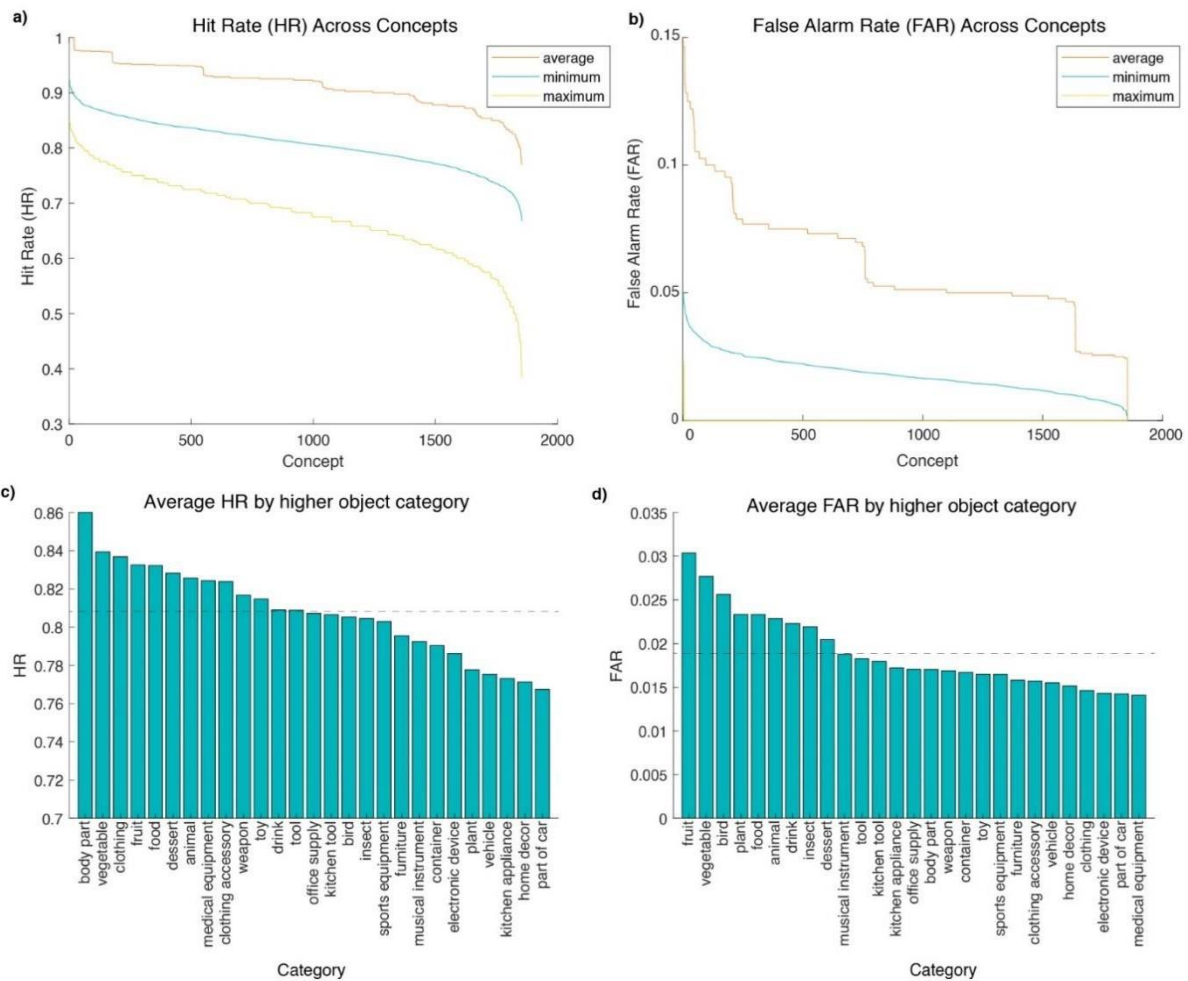 a)
Hit Rate (HR) Across Concepts
1
0.9
0.8
0.7
0.6
0.5
0.4
0.3
Hit Rate (HR)
average
minimum
maximum
0
500
1000
1500
2000
Concept
b)
False Alarm Rate (FAR) Across Concepts
0.15
0.1
0.05
0
False Alarm Rate (FAR)
average
minimum
maximum
0
500
1000
1500
2000
Concept
c)
Average HR by higher object category
0.86
0.84
0.82
0.8
0.78
0.76
0.74
0.72
0.7
HR
body part
vegetable
clothing
fruit
food
dessert
animal
medical equipment
clothing accessory
weapon
toy
drink
tool
office supply
kitchen tool
bird
insect
sports equipment
furniture
musical instrument
container
electronic device
plant
vehicle
kitchen appliance
home decor
part of car
Category
d)
Average FAR by higher object category
0.035
0.03
0.025
0.02
0.015
0.01
0.005
0
FAR
fruit
vegetable
bird
plant
food
animal
drink
insect
dessert
musical instrument
tool
kitchen tool
kitchen appliance
office supply
body part
weapon
container
toy
sports equipment
furniture
clothing accessory
vehicle
home decor
clothing
electronic device
part of car
medical equipment
Category